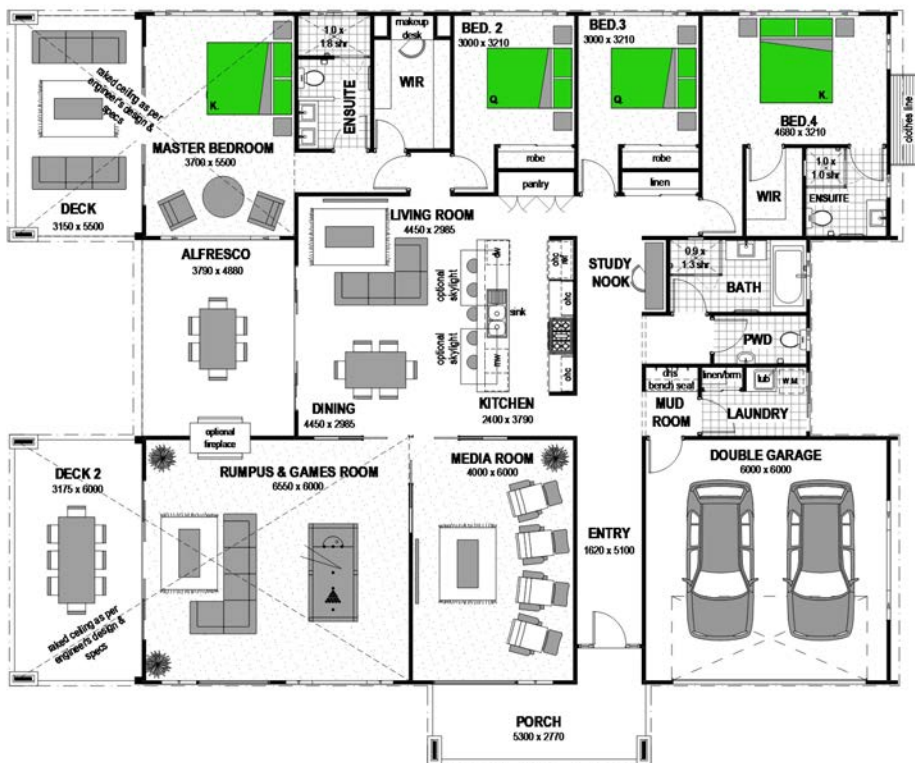 1.0 x
1.8 shr
makeup
desk
BED. 2
3000 x 3210
BED.3
3000 x 3210
raked ceiling as per
engineer's design &
specs
K.
ENSUITE
WIR
Q
Q
K.
BED.4
4680 x 3210
clothes line
MASTER BEDROOM
3700 x 5500
robe
robe
1.0 x
1.0 shr
DECK
3150 x 5500
pantry
linen
WIR
ENSUITE
LIVING ROOM
4450 x 2985
ALFRESCO
3790 x 4880
optional
skylight
dw
ohc
ref
STUDY
NOOK
0.9 x
1.3 shr
BATH
sink
ohc
optional
skylight
mw
ohc
PWD
DINING
4450 x 2985
KITCHEN
2400 x 3790
bench seat
linen/brm
tub
W.M.
MUD
ROOM
LAUNDRY
optional
fireplace
DECK 2
3175 x 6000
RUMPUS & GAMES ROOM
6550 x 6000
MEDIA ROOM
4000 x 6000
DOUBLE GARAGE
6000 x 6000
ENTRY
1620 x 5100
raked ceiling as per
engineer's design &
specs
PORCH
5300 x 2770